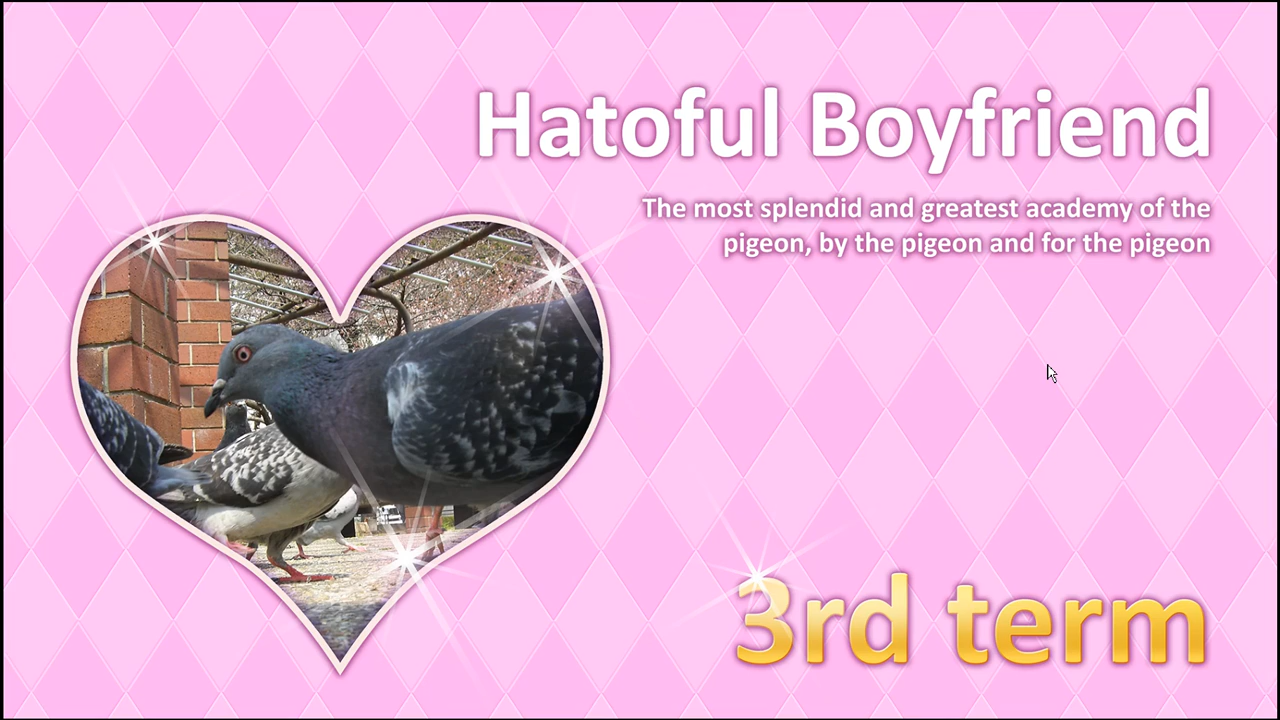 Hatoful Boyfriend
The most splendid and greatest academy of the
pigeon, by the pigeon and for the pigeon
3rd term